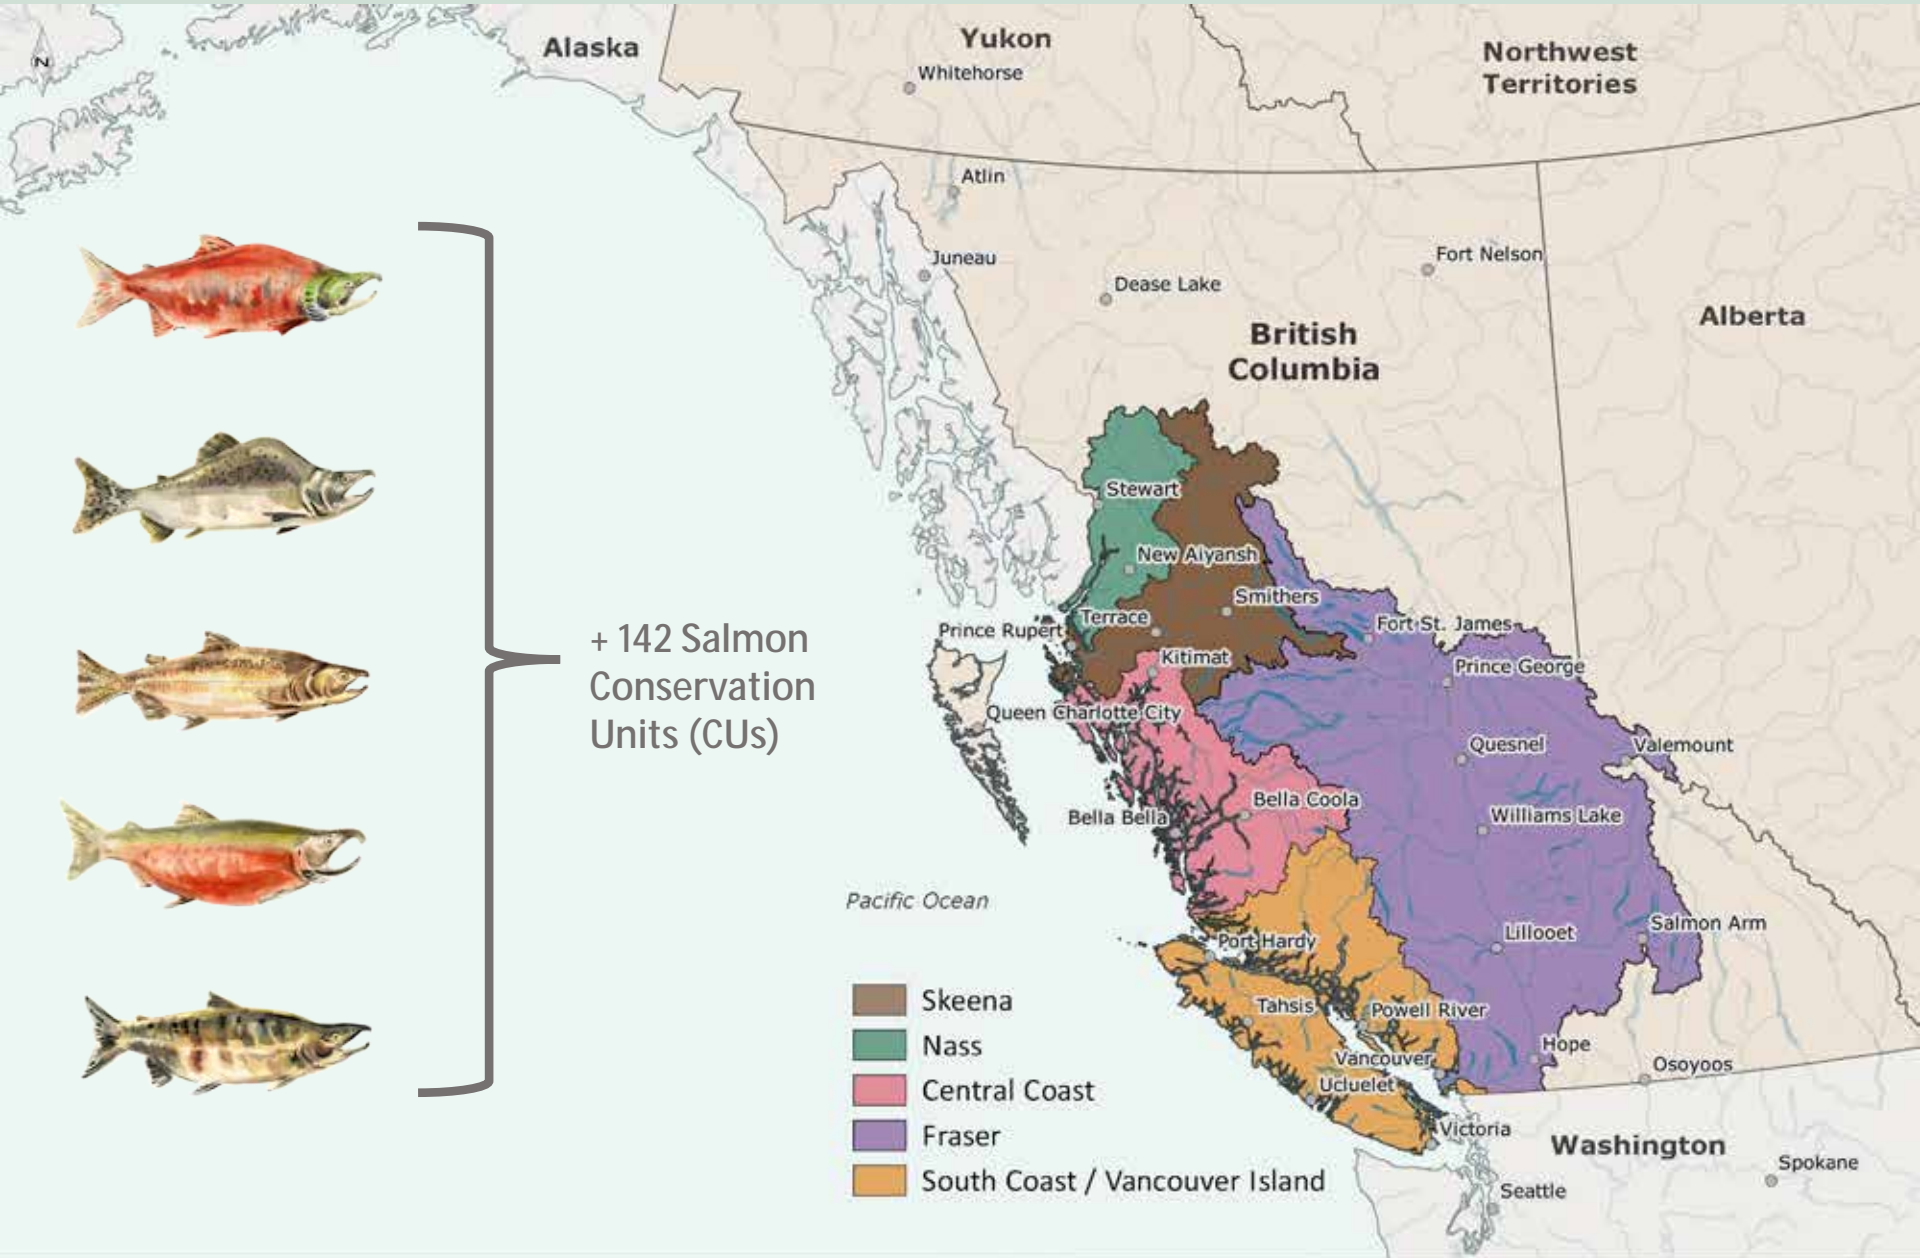 Alaska
Yukon
Whitehorse
Northwest
Territories
N
Atlin
Juneau
Dease Lake
Fort Nelson
British
Columbia
Alberta
Stewart
New Aiyansh
Smithers
Terrace
Prince Rupert
Fort St. James
Kitimat
Prince George
Queen Charlotte City
Quesnel
Valemount
Bella Coola
Bella Bella
Williams Lake
+ 142 Salmon
Conservation
Units (CUs)
Pacific Ocean
Port Hardy
Lillooet
Salmon Arm
Tahsis
Powell River
Vancouver
Hope
Osoyoos
Ucluelet
Victoria
Washington
Spokane
Seattle
Skeena
Nass
Central Coast
Fraser
South Coast / Vancouver Island